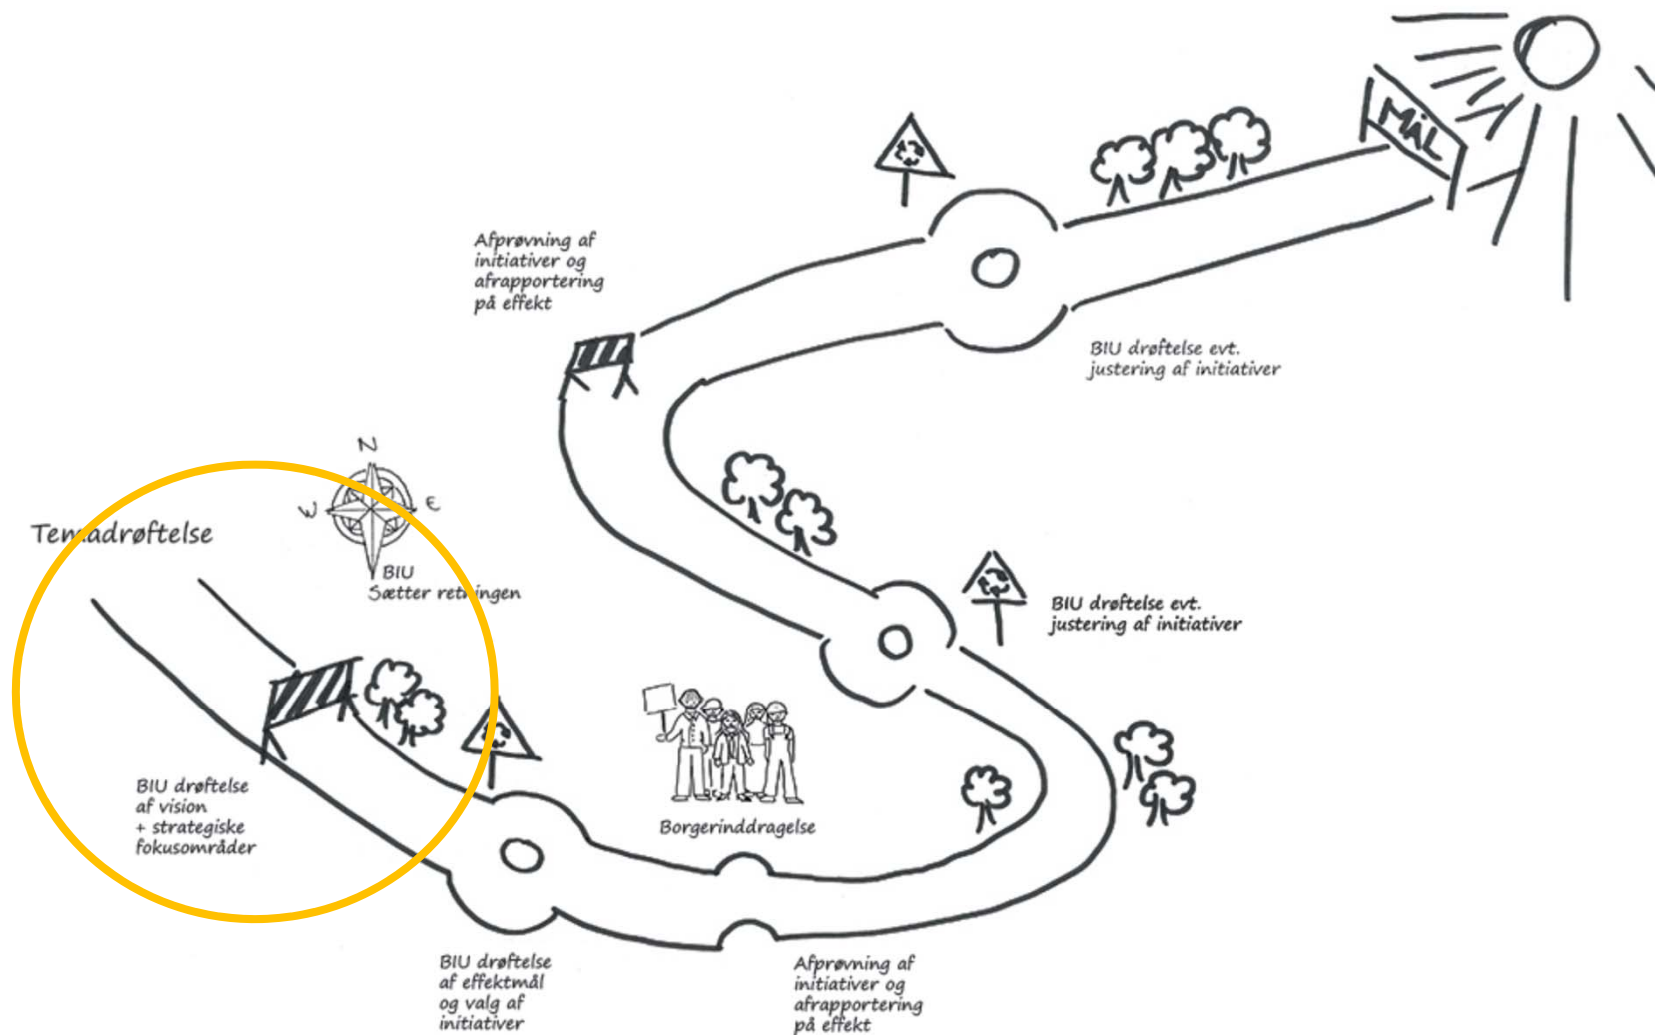 MÅL
Afprøvning af
initiativer og
afrapportering
på effekt
BIU drøftelse evt.
justering af initiativer
N
W
E
Temadrøftelse
BIU
Sætter retningen
BIU drøftelse evt.
justering af initiativer
BIU drøftelse
af vision
+ strategiske
fokusområder
Borgerinddragelse
BIU drøftelse
af effektmål
og valg af
initiativer
Afprøvning af
initiativer og
afrapportering
på effekt